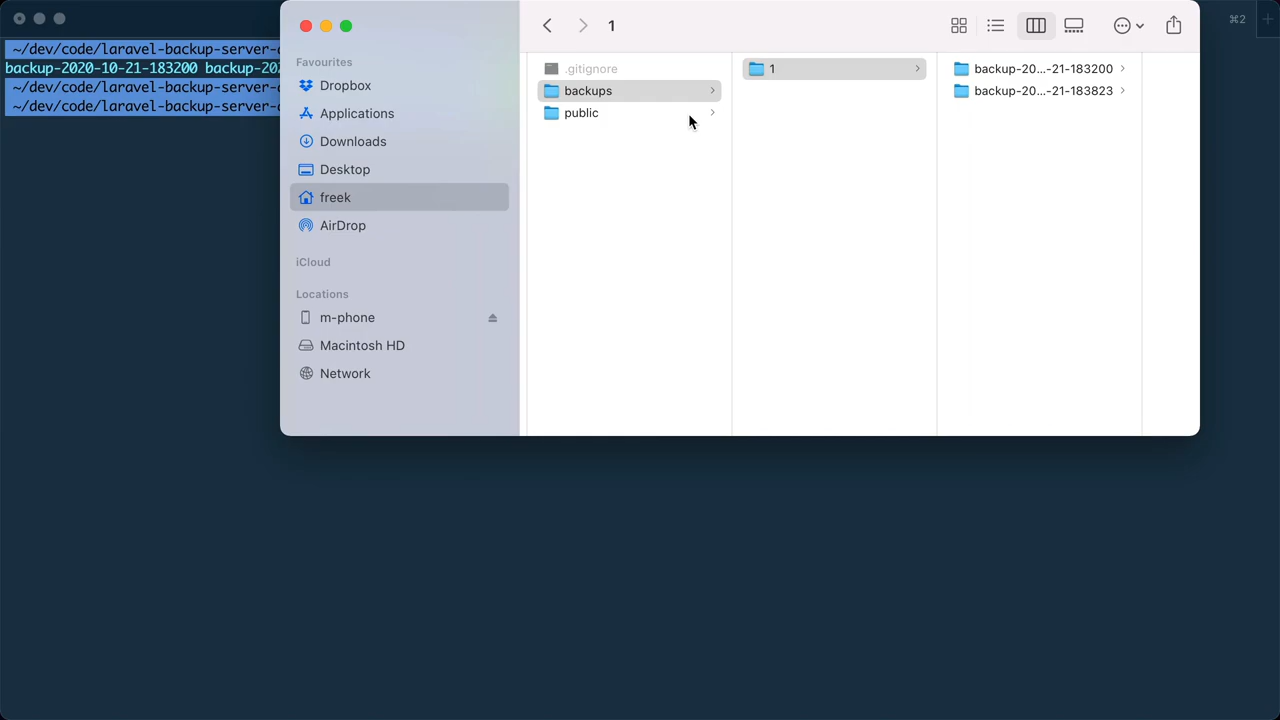 ~/dev/code/laravel-backup-server-
backup-2020-10-21-183200 backup-20
~/dev/code/laravel-backup-server-
~/dev/code/laravel-backup-server-
1
⌘2
Favourites
Dropbox
Applications
Downloads
Desktop
freek
AirDrop
iCloud
Locations
m-phone
Macintosh HD
Network
.gitignore
backups
public
1
backup-20...-21-183200
backup-20...-21-183823